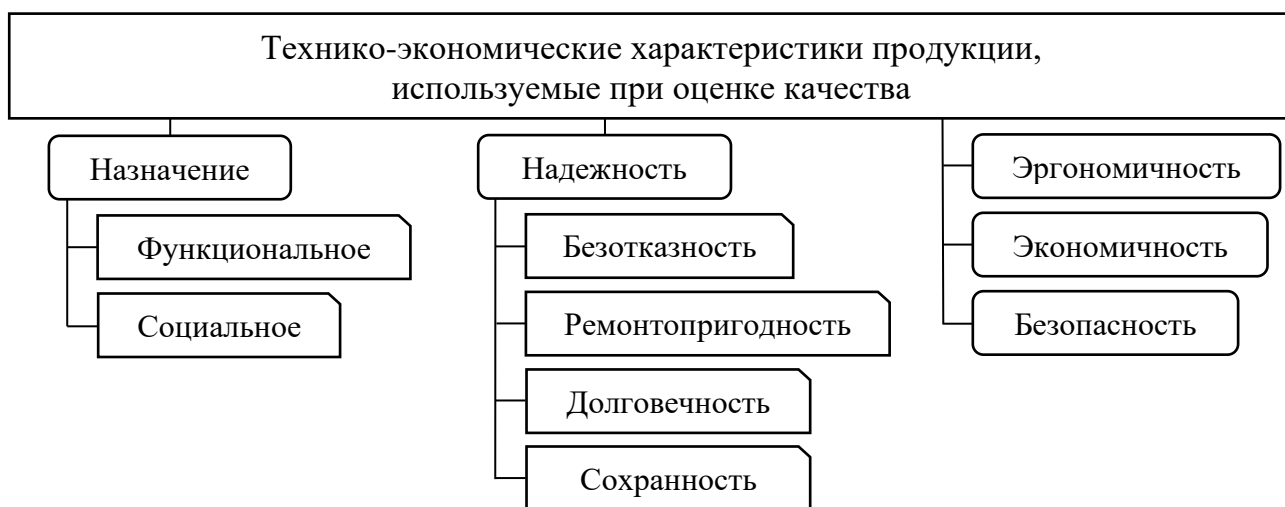 Технико-экономические характеристики продукции,
используемые при оценке качества
Назначение
Функциональное
Социальное
Надежность
Безотказность
Ремонтопригодность
Долговечность
Сохранность
Эргономичность
Экономичность
Безопасность